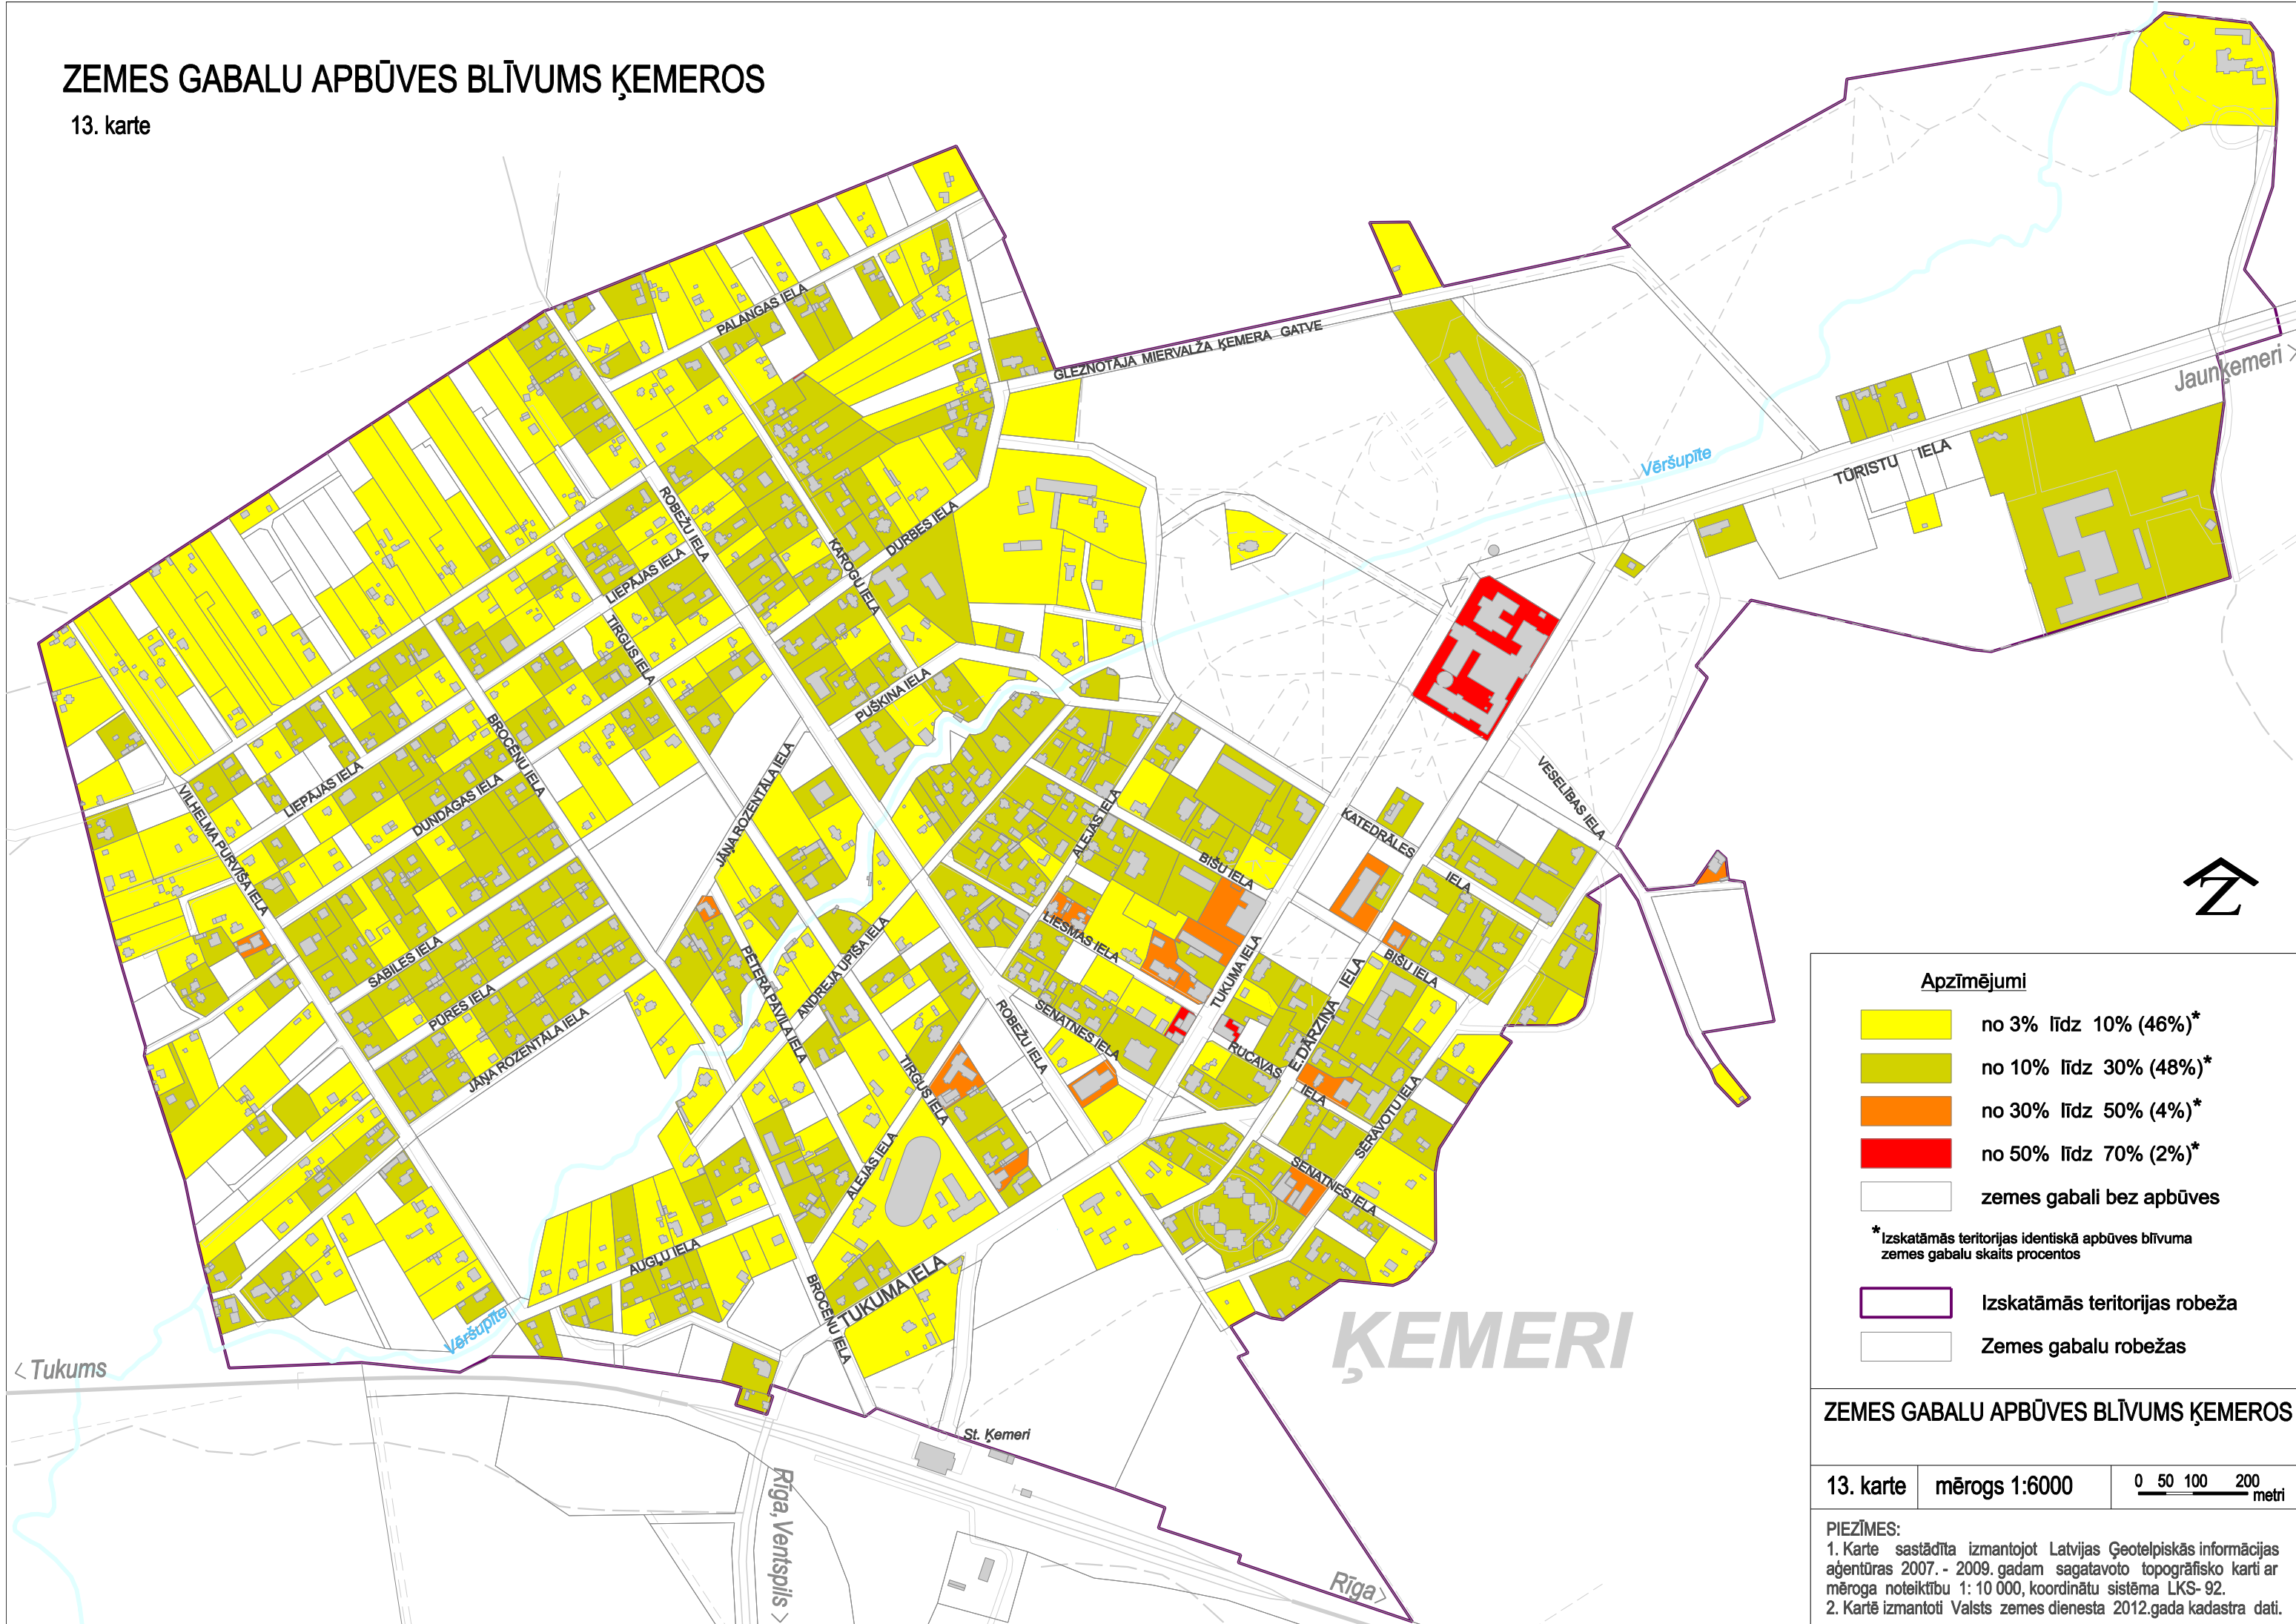 ZEMES GABALU APBŪVES BLĪVUMS ĶEMEROS
13. karte
PALANGAS IELA
GLEZNOTĀJA MIERVALŽA ĶEMERA GATVE
Jaunķemeri >
Vēršupīte
TŪRISTU IELA
ROBEŽU IELA
KAROGU IELA
DURBES IELA
LIEPĀJAS IELA
TIRGUS IELA
PUŠKINA IELA
BROCĒNU IELA
LIEPĀJAS IELA
DUNDAGAS IELA
VILHELMA PURVĪŠA IELA
JĀŅA ROZENTĀLA IELA
ALEJAS IELA
VESELĪBAS IELA
KATEDRĀLES IELA
BIŠU IELA
SABILES IELA
PŪRES IELA
JĀŅA ROZENTĀLA IELA
PĒTERA PĀVILA IELA
ANDREJA UPĪŠA IELA
LIESMAS IELA
TUKUMA IELA
E.DĀRZIŅA IELA
BIŠU IELA
SENATNES IELA
ROBEŽU IELA
RUCAVAS IELA
TIRGUS IELA
SĒRAVOTU IELA
ALEJAS IELA
SENATNES IELA
AUGĻU IELA
BROCĒNU IELA
TUKUMA IELA
Vēršupīte
ĶEMERI
< Tukums
St. Ķemeri
Rīga, Ventspils >
Rīga >
Z
Apzīmējumi
no 3% līdz 10% (46%)*
no 10% līdz 30% (48%)*
no 30% līdz 50% (4%)*
no 50% līdz 70% (2%)*
zemes gabali bez apbūves
* Izskatāmās teritorijas identiskā apbūves blīvuma
zemes gabalu skaits procentos
Izskatāmās teritorijas robeža
Zemes gabalu robežas
ZEMES GABALU APBŪVES BLĪVUMS ĶEMEROS
13. karte
mērogs 1:6000
0 50 100 200
metri
PIEZĪMES:
1. Karte sastādīta izmantojot Latvijas Ģeotelpiskās informācijas
aģentūras 2007. - 2009. gadam sagatavoto topogrāfisko karti ar
mēroga noteiktību 1: 10 000, koordinātu sistēma LKS- 92.
2. Kartē izmantoti Valsts zemes dienesta 2012.gada kadastra dati.